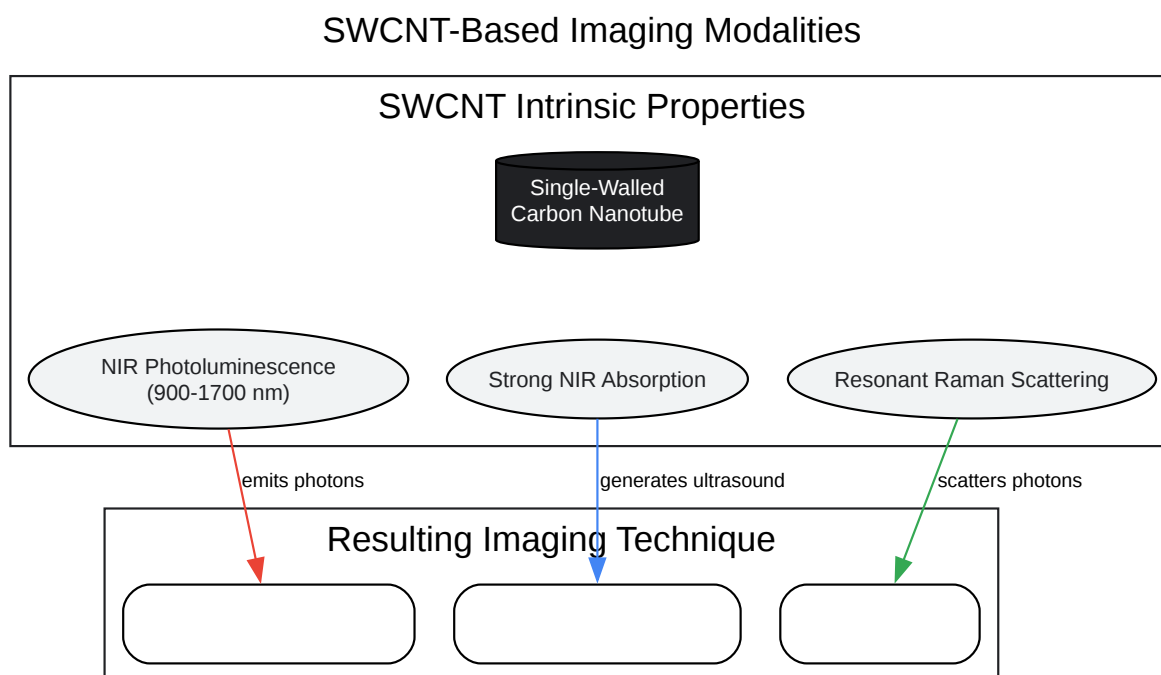 SWCNT-Based Imaging Modalities
SWCNT Intrinsic Properties
Single-Walled
Carbon Nanotube
NIR Photoluminescence
(900-1700 nm)
Strong NIR Absorption
Resonant Raman Scattering
emits photons
generates ultrasound
scatters photons
Resulting Imaging Technique